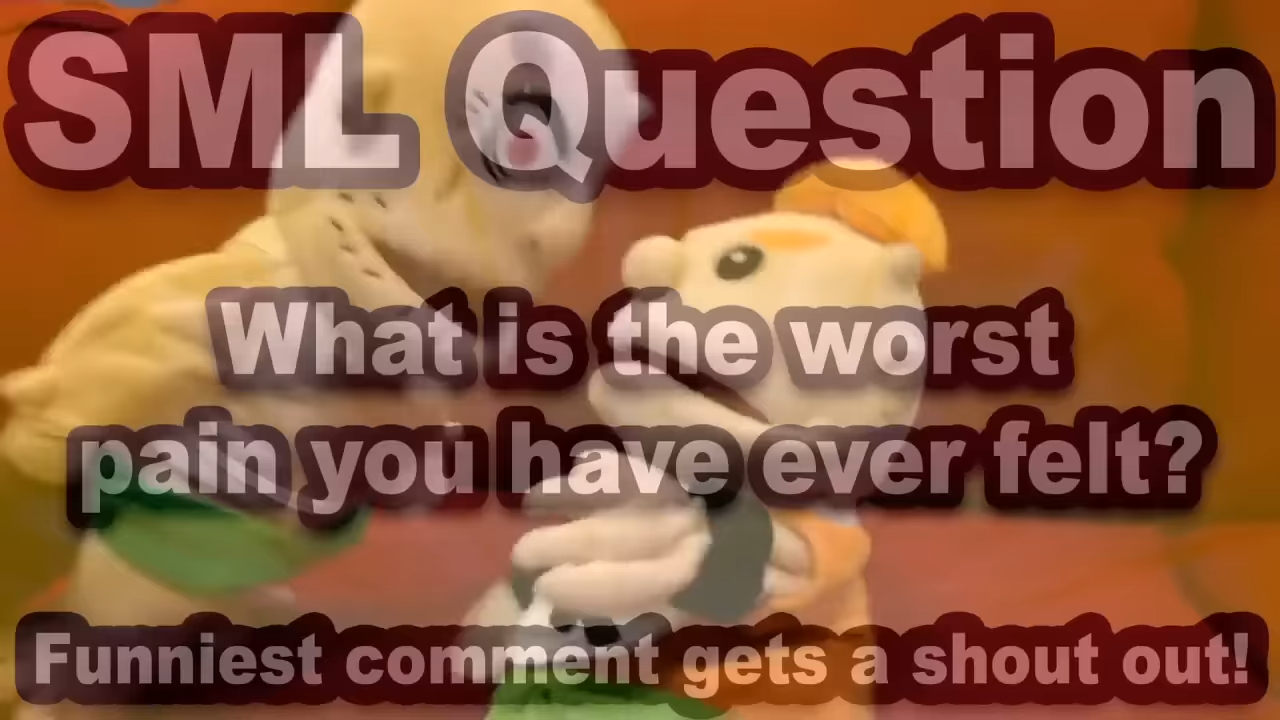 SML Question
What is the worst
pain you have ever felt?
Funniest comment gets a shout out!